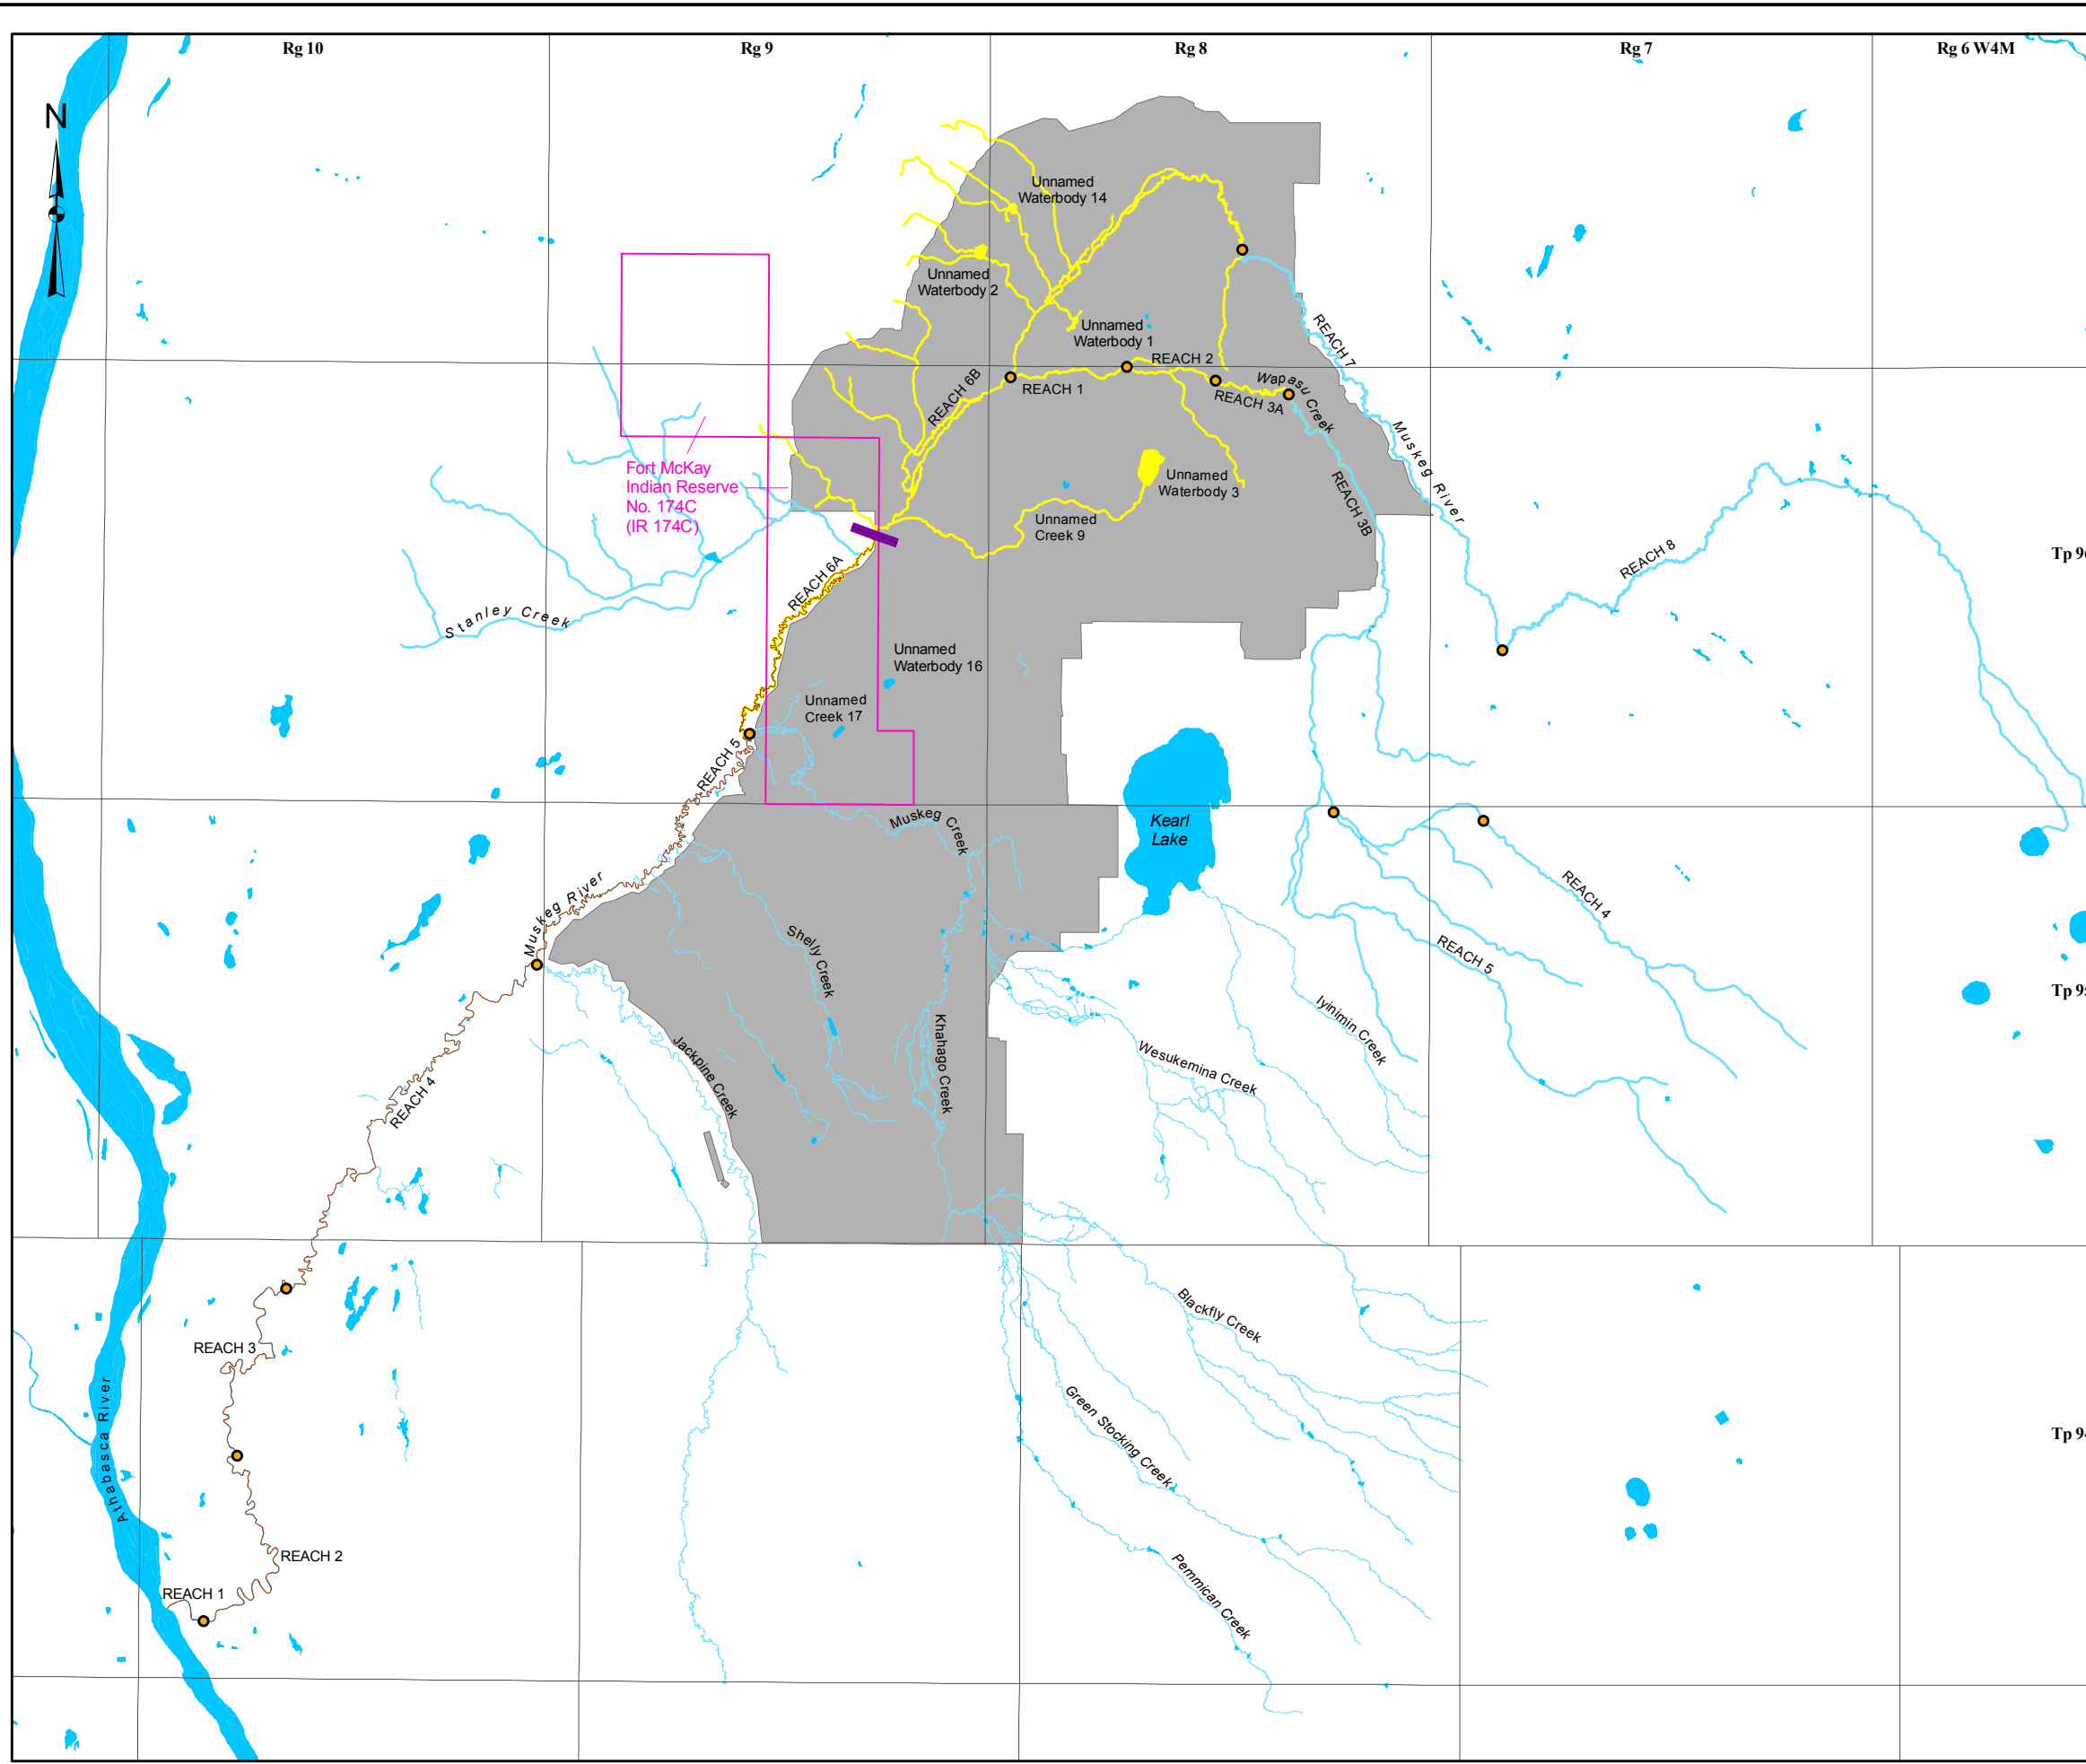 Rg 10
Rg 9
Rg 8
Rg 7
Rg 6 W4M
N
Unnamed
Waterbody 14
Unnamed
Waterbody 2
Unnamed
Waterbody 1
REACH 7
REACH 2
REACH 6B
REACH 1
Wapasu Creek
REACH 3A
Muskeg River
Fort McKay
Indian Reserve
No. 174C
(IR 174C)
Unnamed
Waterbody 3
REACH 3B
Unnamed
Creek 9
REACH 8
REACH 6A
Stanley Creek
Unnamed
Waterbody 16
Unnamed
Creek 17
REACH 5
Muskeg Creek
Kearl
Lake
Muskeg River
REACH 4
Shelly Creek
REACH 5
Iyinimin Creek
Khahago Creek
Wesukemina Creek
Jackpine Creek
REACH 4
Blackfly Creek
REACH 3
Green Stocking Creek
Athabasca River
REACH 2
Pemmican Creek
REACH 1